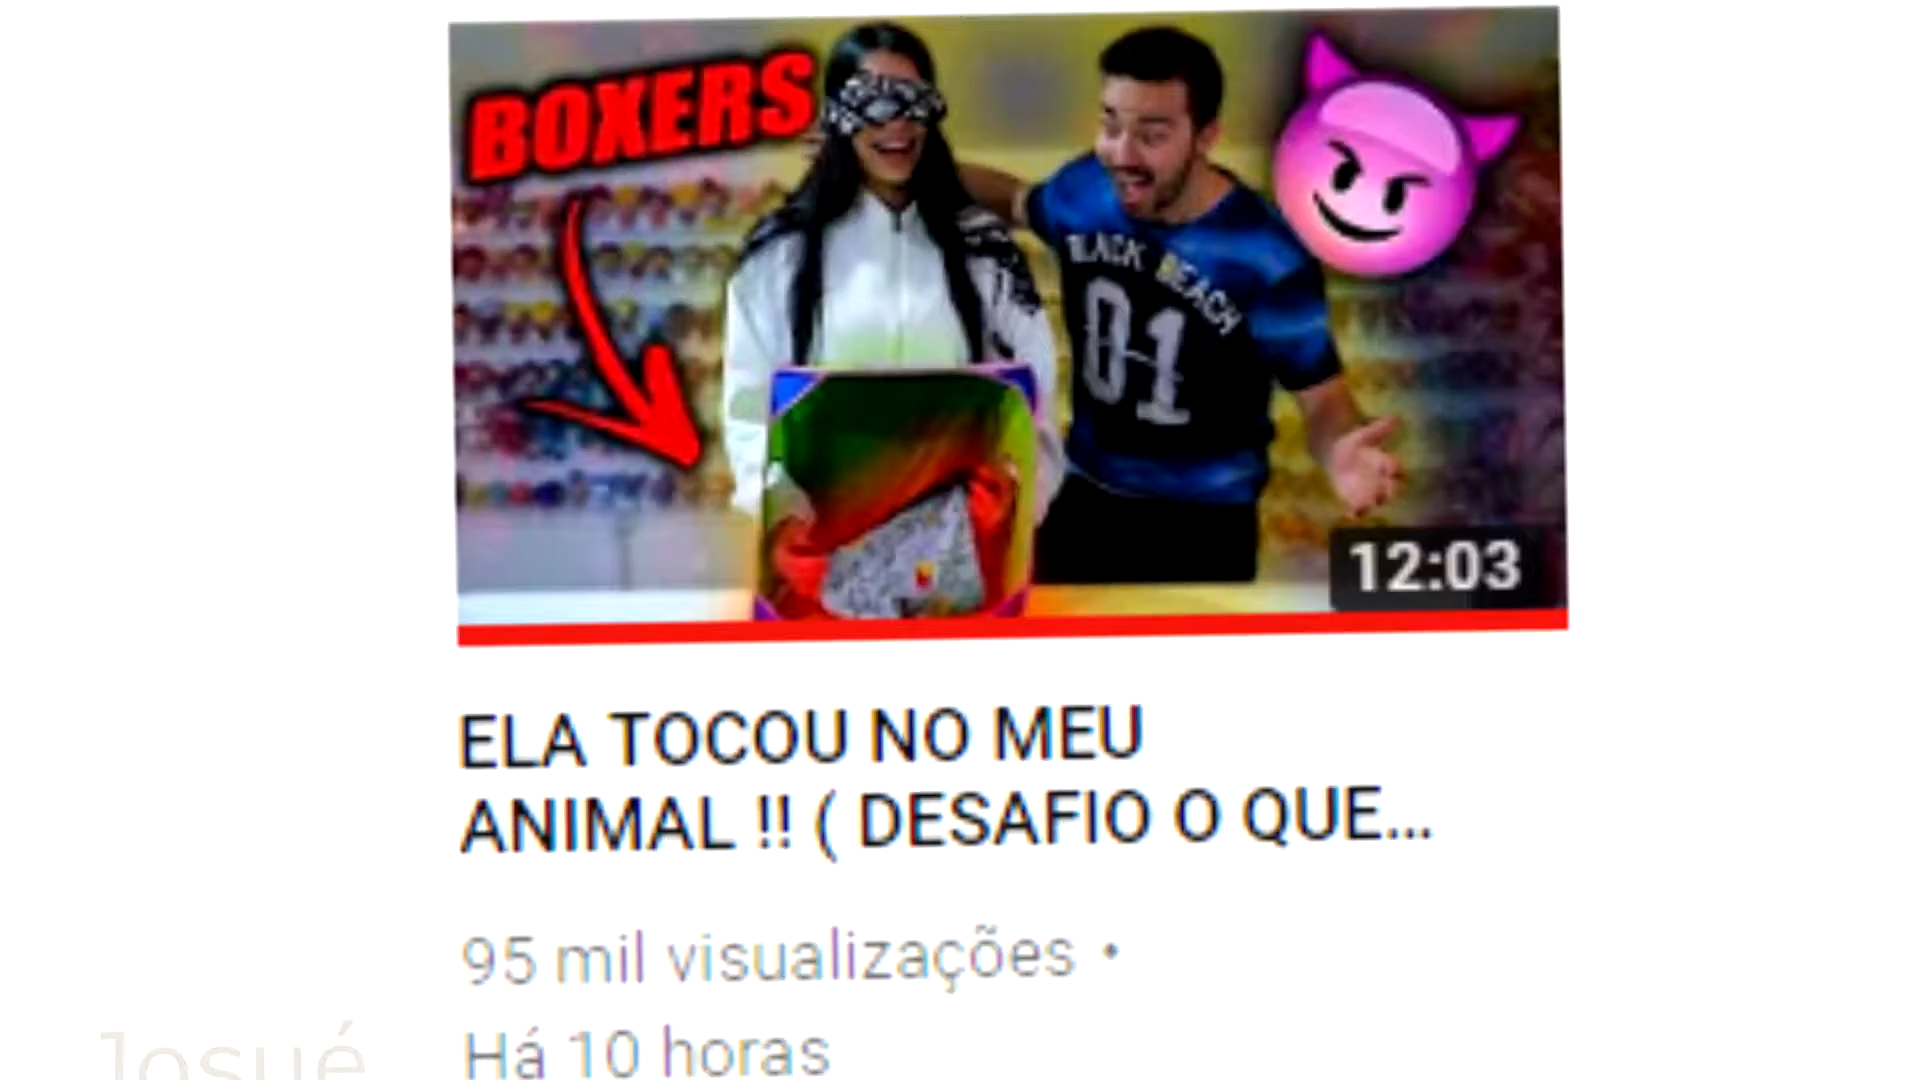 BOXERS
BLACK BEACH
01
12:03
ELA TOCOU NO MEU
ANIMAL !! ( DESAFIO O QUE...
95 mil visualizações •
Há 10 horas
Josué